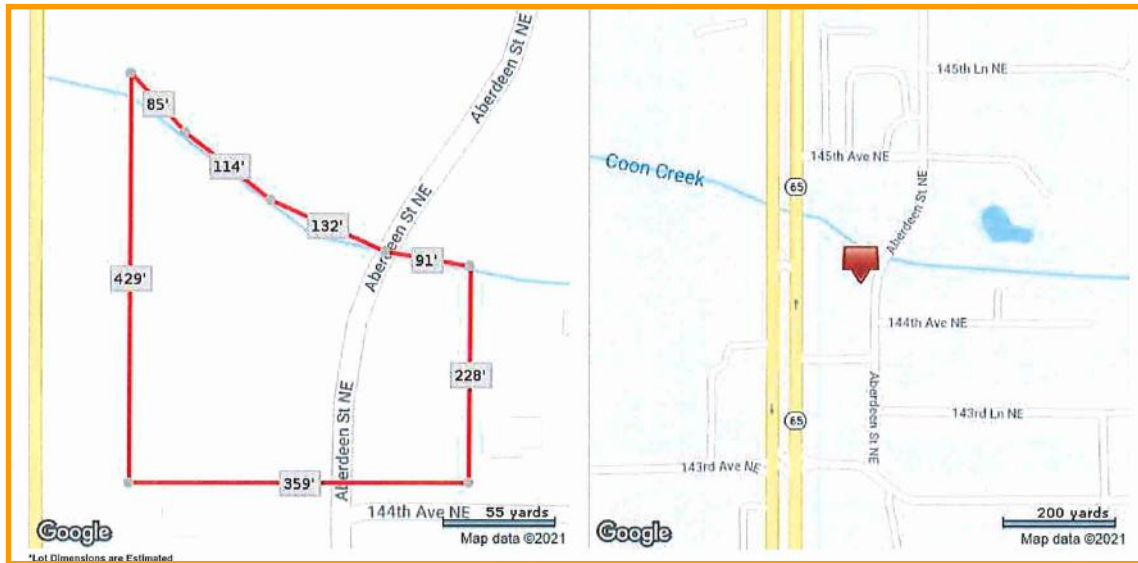 Aberdeen St NE
85'
114'
132'
Aberdeen St NE
91'
429'
228'
359'
Aberdeen St NE
144th Ave NE
55 yards
Google
Map data ©2021
*Lot Dimensions are Estimated
145th Ln NE
145th Ave NE
Coon Creek
65
Aberdeen St NE
144th Ave NE
Aberdeen St NE
143rd Ln NE
65
143rd Ave NE
200 yards
Google
Map data ©2021